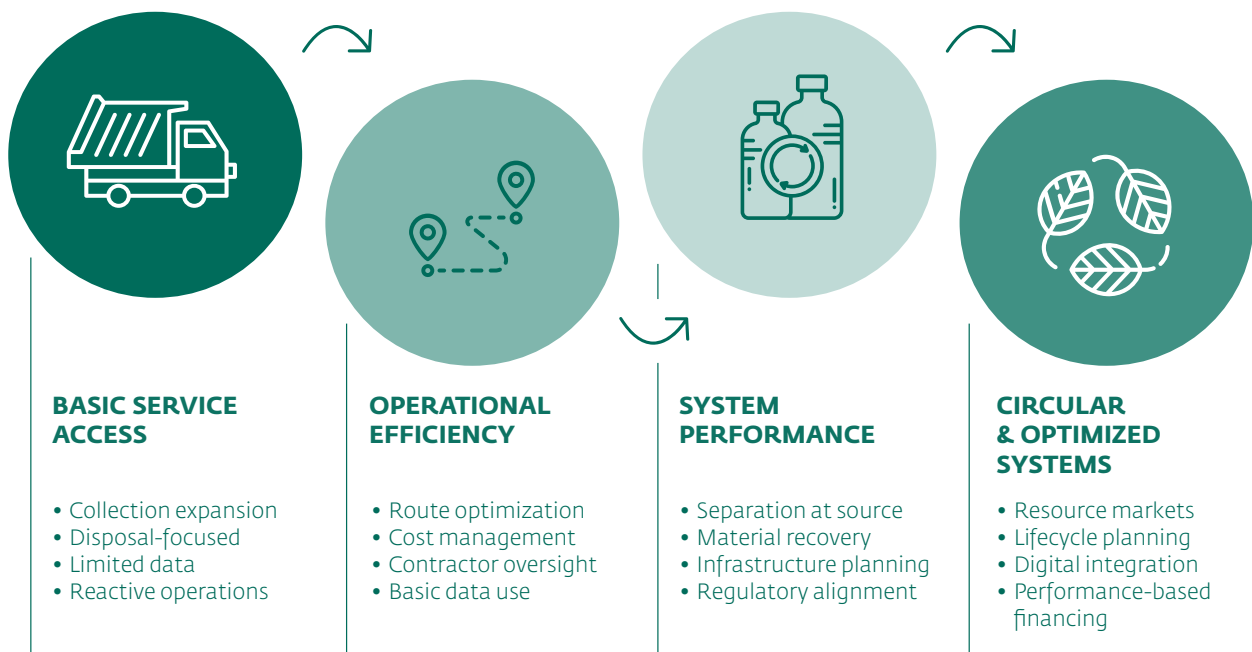 BASIC SERVICE
ACCESS
• Collection expansion
• Disposal-focused
• Limited data
• Reactive operations
OPERATIONAL
EFFICIENCY
• Route optimization
• Cost management
• Contractor oversight
• Basic data use
SYSTEM
PERFORMANCE
• Separation at source
• Material recovery
• Infrastructure planning
• Regulatory alignment
CIRCULAR
& OPTIMIZED
SYSTEMS
• Resource markets
• Lifecycle planning
• Digital integration
• Performance-based
financing